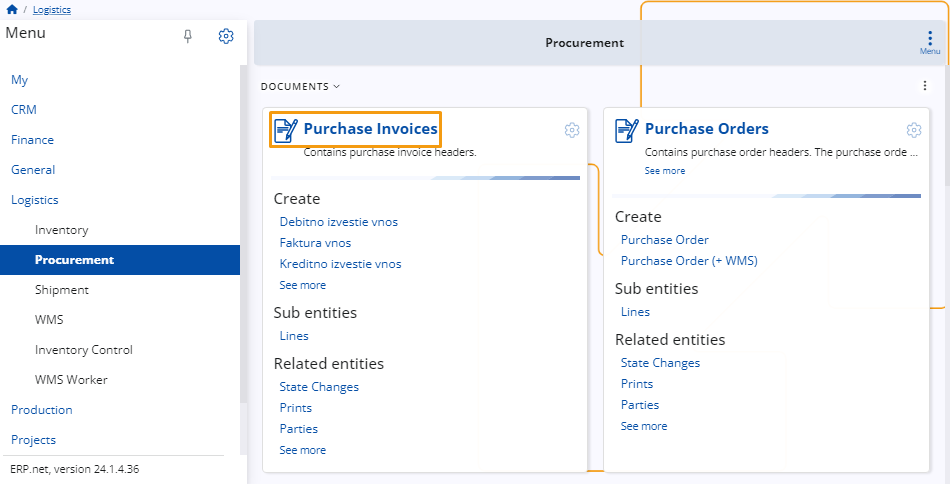 / Logistics
Menu
My
CRM
Finance
General
Logistics
Inventory
Procurement
Shipment
WMS
Inventory Control
WMS Worker
Production
Projects
ERP.net, version 24.1.4.36
Procurement
Menu
DOCUMENTS
Purchase Invoices
Contains purchase invoice headers.
Create
Debitno izvestie vnos
Faktura vnos
Kreditno izvestie vnos
See more
Sub entities
Lines
Related entities
State Changes
Prints
Parties
See more
Purchase Orders
Contains purchase order headers. The purchase orde ...
See more
Create
Purchase Order
Purchase Order (+ WMS)
Sub entities
Lines
Related entities
State Changes
Prints
Parties
See more